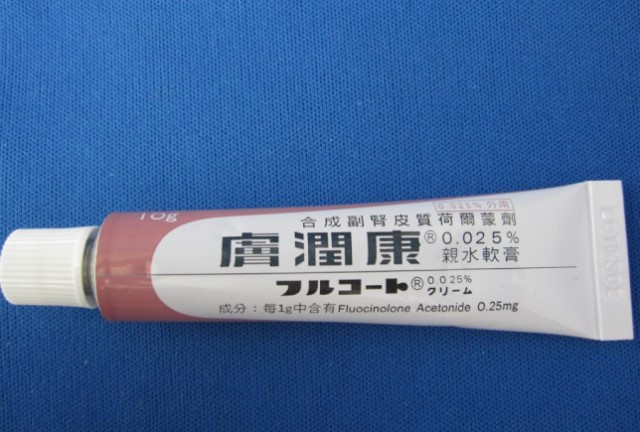 10g
0.025% 外用
合成副腎皮質荷爾蒙劑
膚潤康® 0.025%
親水軟膏
フルコート® 0.025%
クリーム
成分：每1g中含有Fluocinolone Acetonide 0.25mg